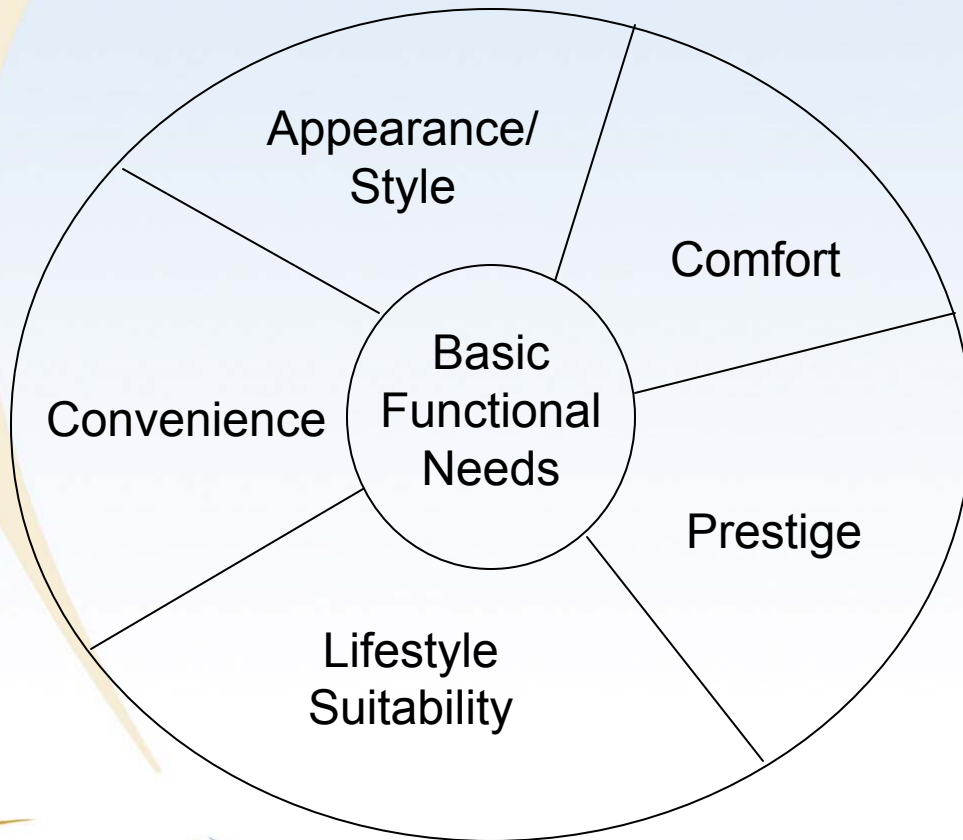 Appearance/
Style
Comfort
Basic
Functional
Needs
Convenience
Prestige
Lifestyle
Suitability